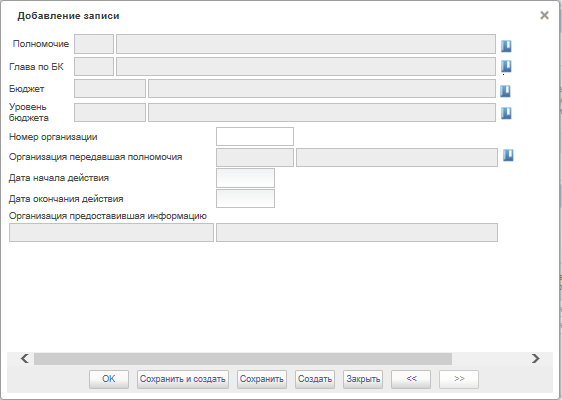 Добавление записи
Полномочие
Глава по БК
Бюджет
Уровень
бюджета
Номер организации
Организация передавшая полномочия
Дата начала действия
Дата окончания действия
Организация предоставившая информацию
OK Сохранить и создать Сохранить Создать Закрыть << >>